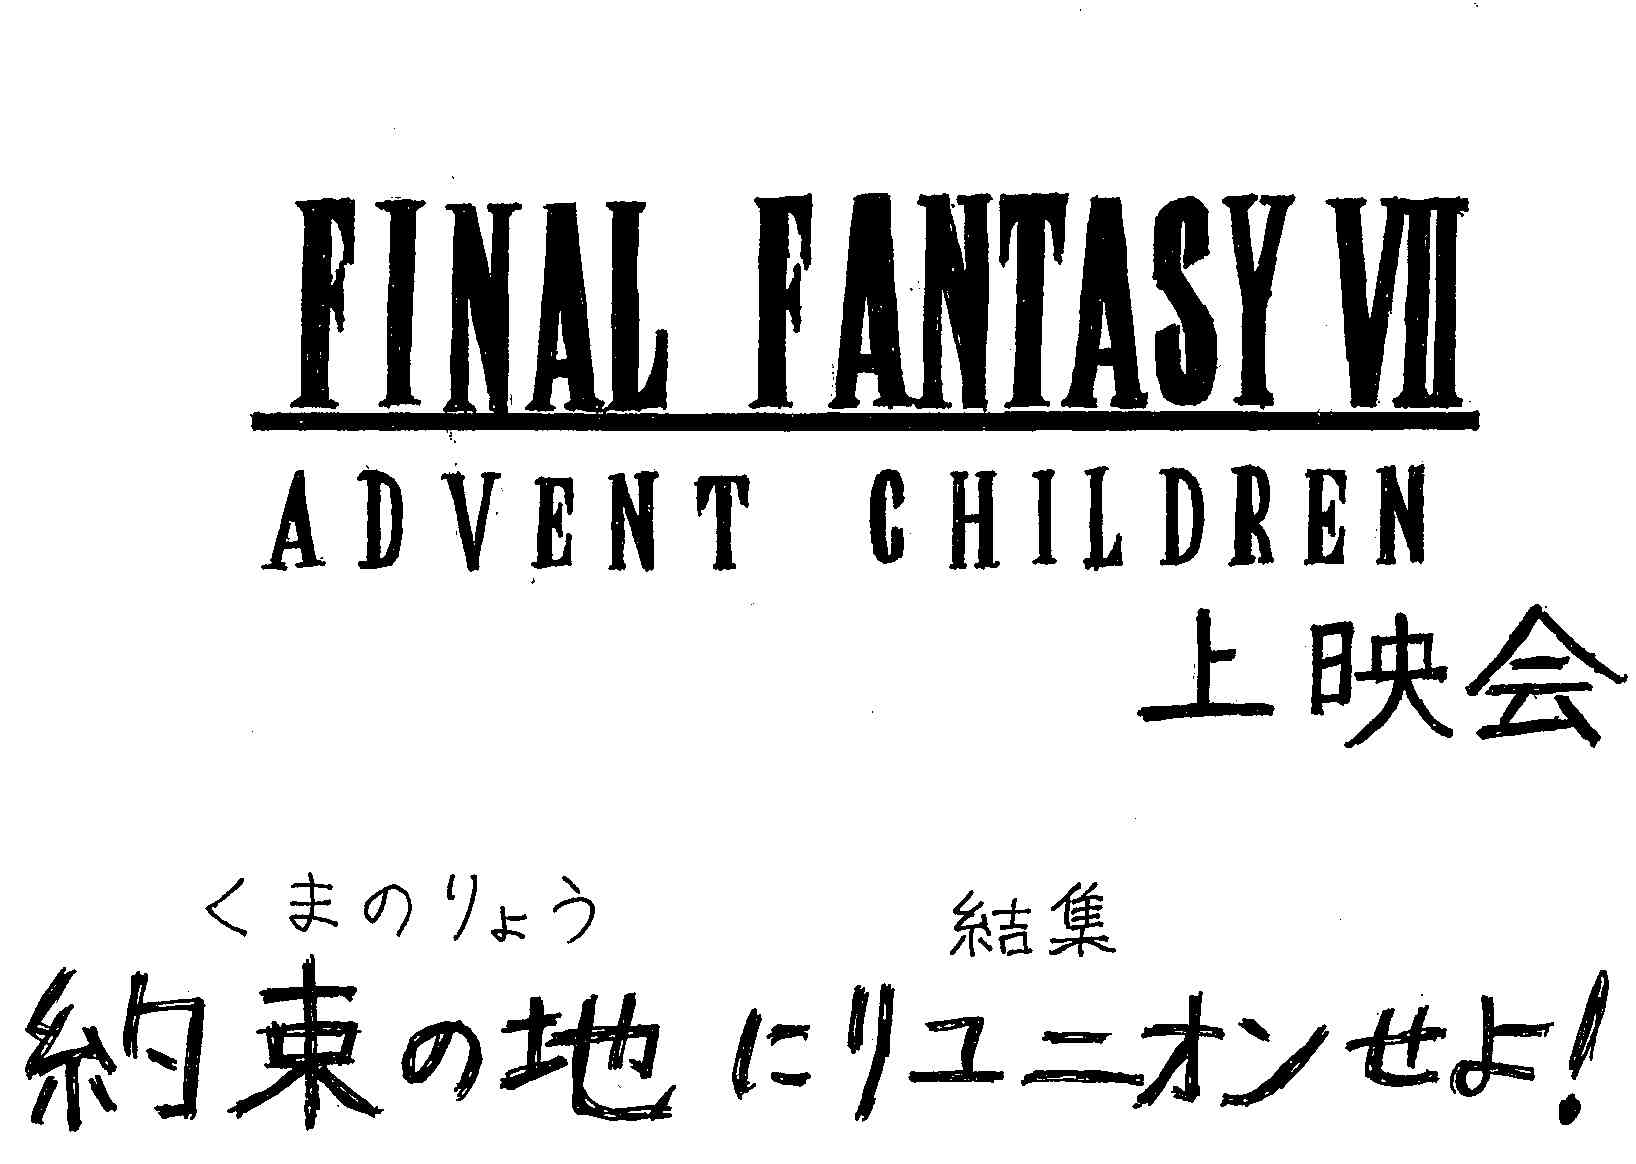 FINAL FANTASY VII
ADVENT CHILDREN
上映会
くまのりょう 結集
約束の地にリユニオンせよ!